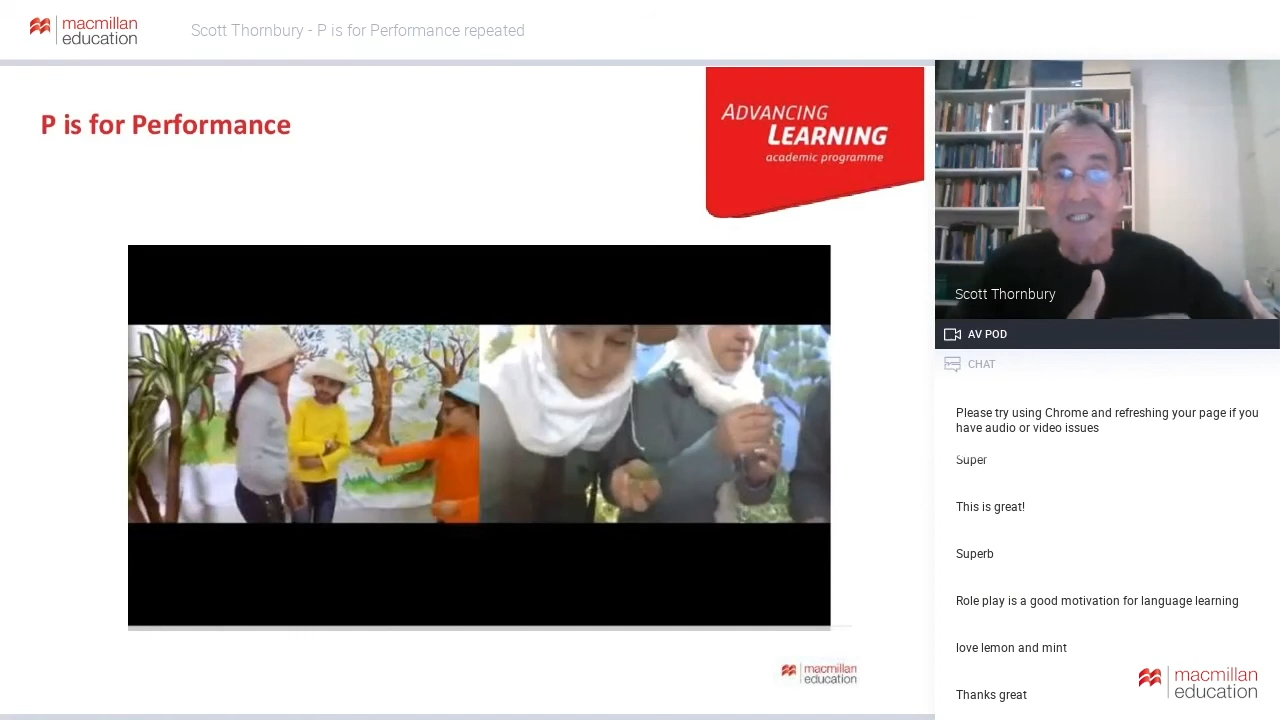 macmillan
education
Scott Thornbury - P is for Performance repeated
P is for Performance
ADVANCING
LEARNING
academic programme
macmillan
education
Scott Thornbury
AV POD
CHAT
Please try using Chrome and refreshing your page if you
have audio or video issues
Super
This is great!
Superb
Role play is a good motivation for language learning
love lemon and mint
Thanks great
macmillan
education